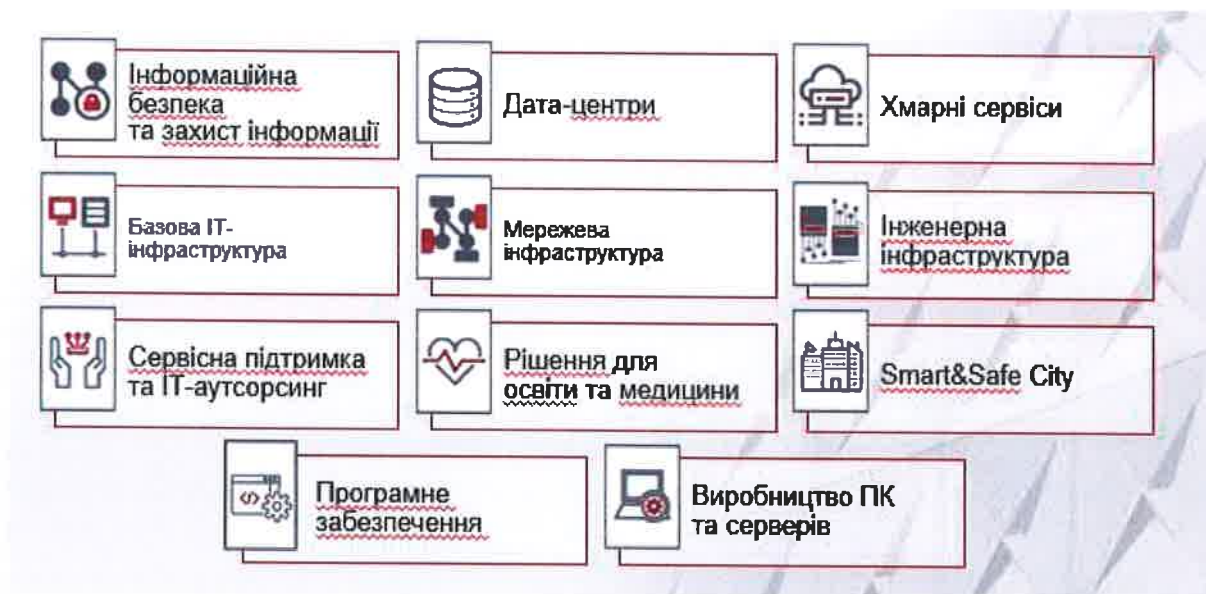 Інформаційна
безпека
та захист інформації
Дата-центри
Хмарні сервіси
Базова ІТ-
інфраструктура
Мережева
інфраструктура
Інженерна
інфраструктура
Сервісна підтримка
та ІТ-аутсорсинг
Рішення для
освіти та медицини
Smart&Safe City
Програмне
забезпечення
Виробництво ПК
та серверів